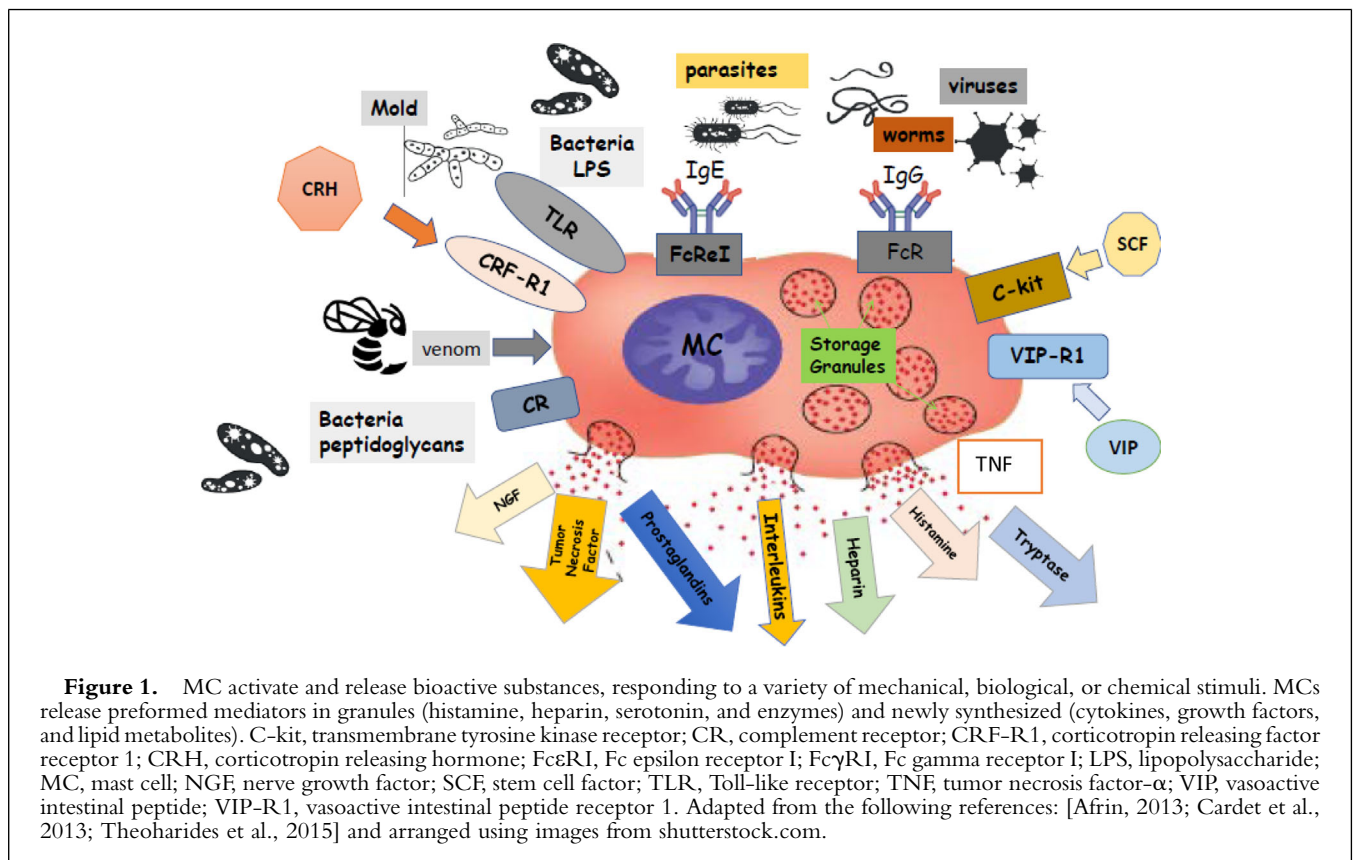 parasites
viruses
Mold
Bacteria
LPS
worms
IgE
IgG
CRH
TLR
FcReI
FcR
SCF
CRF-R1
C-kit
MC
Storage
Granules
VIP-R1
venom
CR
Bacteria
peptidoglycans
VIP
TNF
NGF
Tumor
Necrosis
Factor
Prostaglandins
Interleukins
Heparin
Histamine
Tryptase
Figure 1. MC activate and release bioactive substances, responding to a variety of mechanical, biological, or chemical stimuli. MCs
release preformed mediators in granules (histamine, heparin, serotonin, and enzymes) and newly synthesized (cytokines, growth factors,
and lipid metabolites). C-kit, transmembrane tyrosine kinase receptor; CR, complement receptor; CRF-R1, corticotropin releasing factor
receptor 1; CRH, corticotropin releasing hormone; FcεRI, Fc epsilon receptor I; FcγRI, Fc gamma receptor I; LPS, lipopolysaccharide;
MC, mast cell; NGF, nerve growth factor; SCF, stem cell factor; TLR, Toll-like receptor; TNF, tumor necrosis factor-α; VIP, vasoactive
intestinal peptide; VIP-R1, vasoactive intestinal peptide receptor 1. Adapted from the following references: [Afrin, 2013; Cardet et al.,
2013; Theoharides et al., 2015] and arranged using images from shutterstock.com.